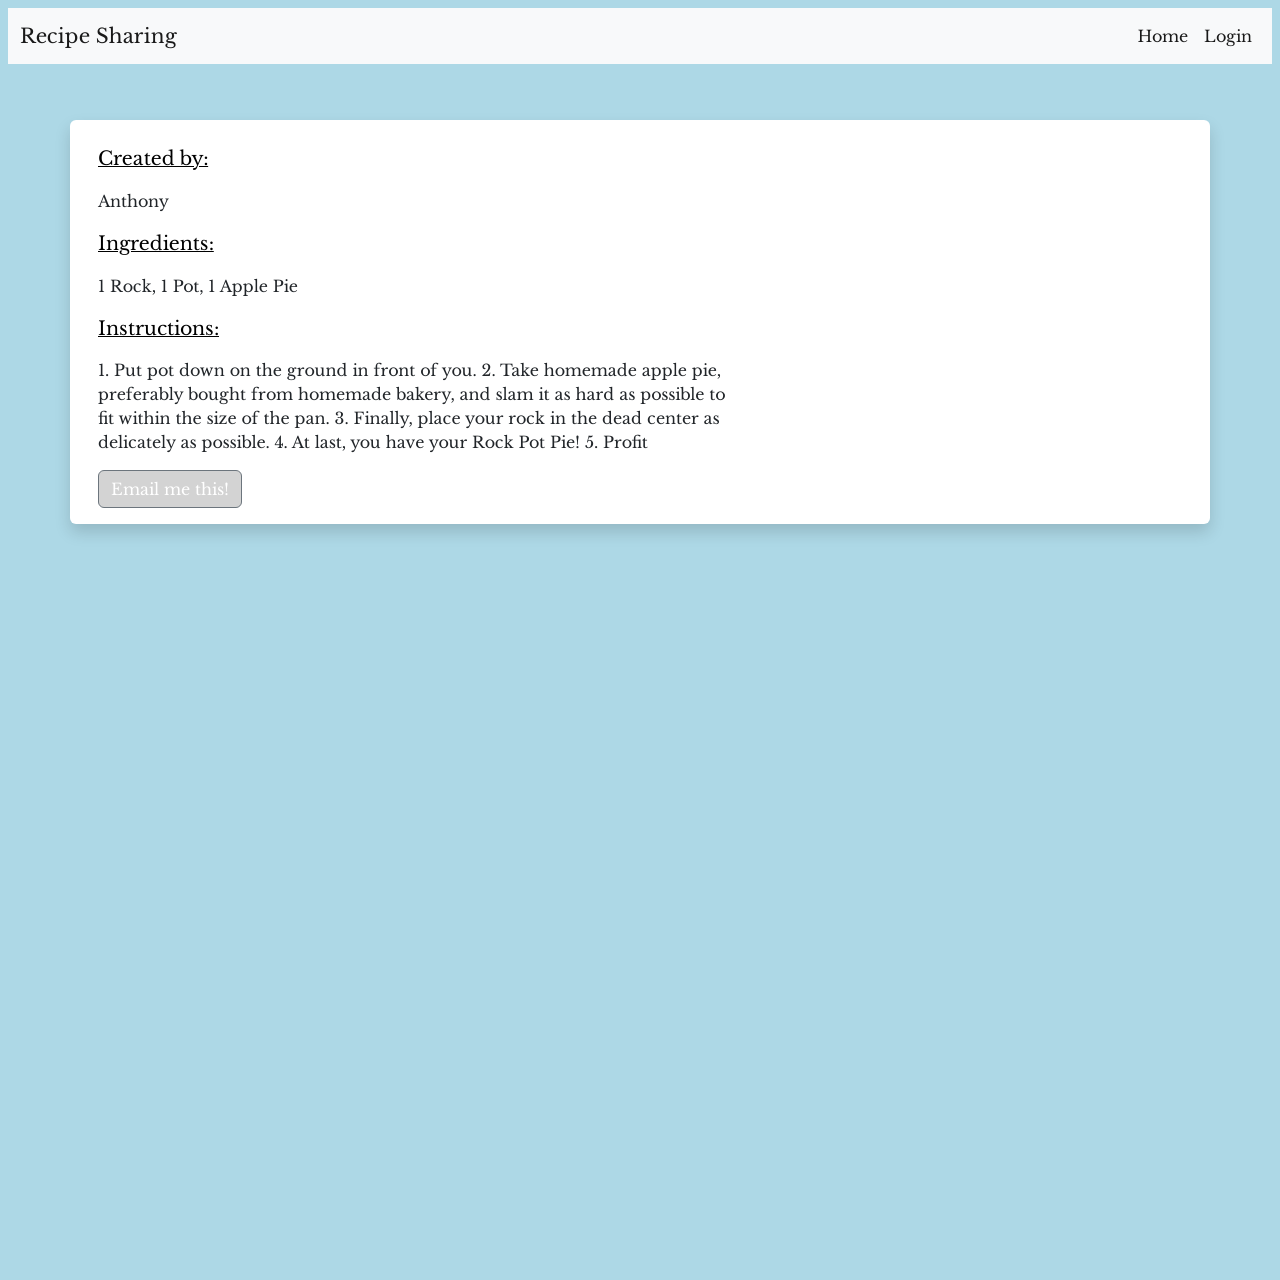 Recipe Sharing
Home
Login
Created by:
Anthony
Ingredients:
1 Rock, 1 Pot, 1 Apple Pie
Instructions:
1. Put pot down on the ground in front of you. 2. Take homemade apple pie,
preferably bought from homemade bakery, and slam it as hard as possible to
fit within the size of the pan. 3. Finally, place your rock in the dead center as
delicately as possible. 4. At last, you have your Rock Pot Pie! 5. Profit
Email me this!